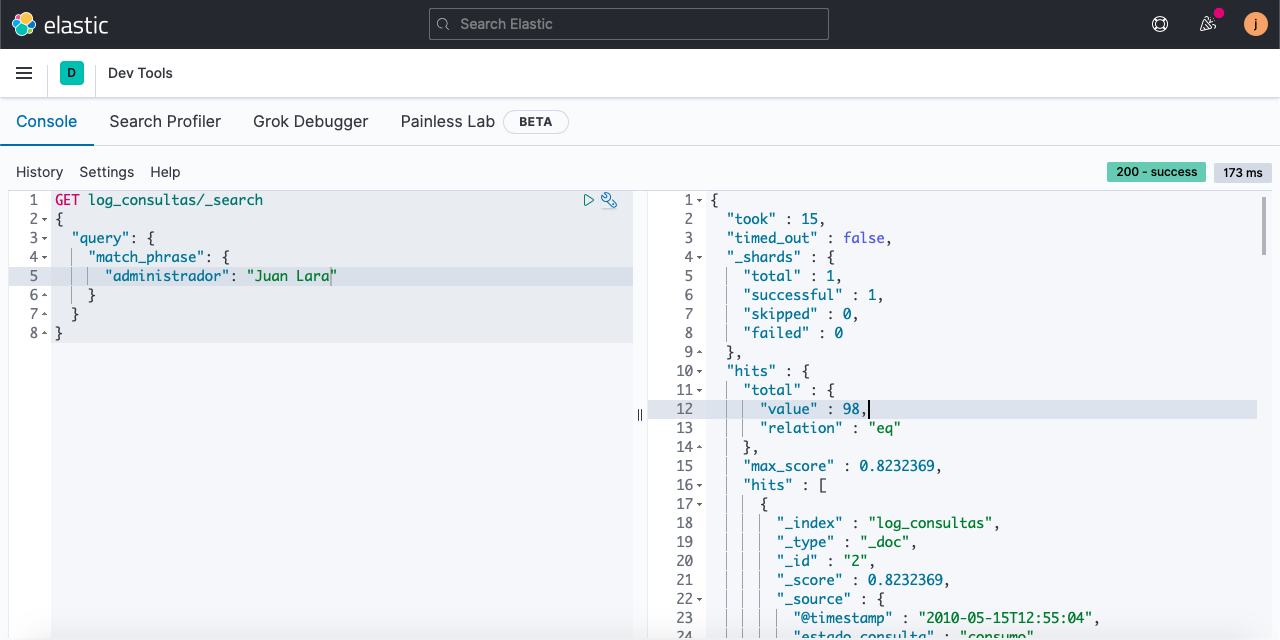 elastic
Search Elastic
j
D
Dev Tools
Console
Search Profiler
Grok Debugger
Painless Lab
BETA
History
Settings
Help
200 - success
173 ms
1 GET log_consultas/_search
2 {
3 "query": {
4 "match_phrase": {
5 "administrador": "Juan Lara"
6 }
7 }
8 }
1 {
2 "took" : 15,
3 "timed_out" : false,
4 "_shards" : {
5 "total" : 1,
6 "successful" : 1,
7 "skipped" : 0,
8 "failed" : 0
9 },
10 "hits" : {
11 "total" : {
12 "value" : 98,
13 "relation" : "eq"
14 },
15 "max_score" : 0.8232369,
16 "hits" : [
17 {
18 "_index" : "log_consultas",
19 "_type" : "_doc",
20 "_id" : "2",
21 "_score" : 0.8232369,
22 "_source" : {
23 "@timestamp" : "2010-05-15T12:55:04",
24 "estado_consulta" : "consumo"